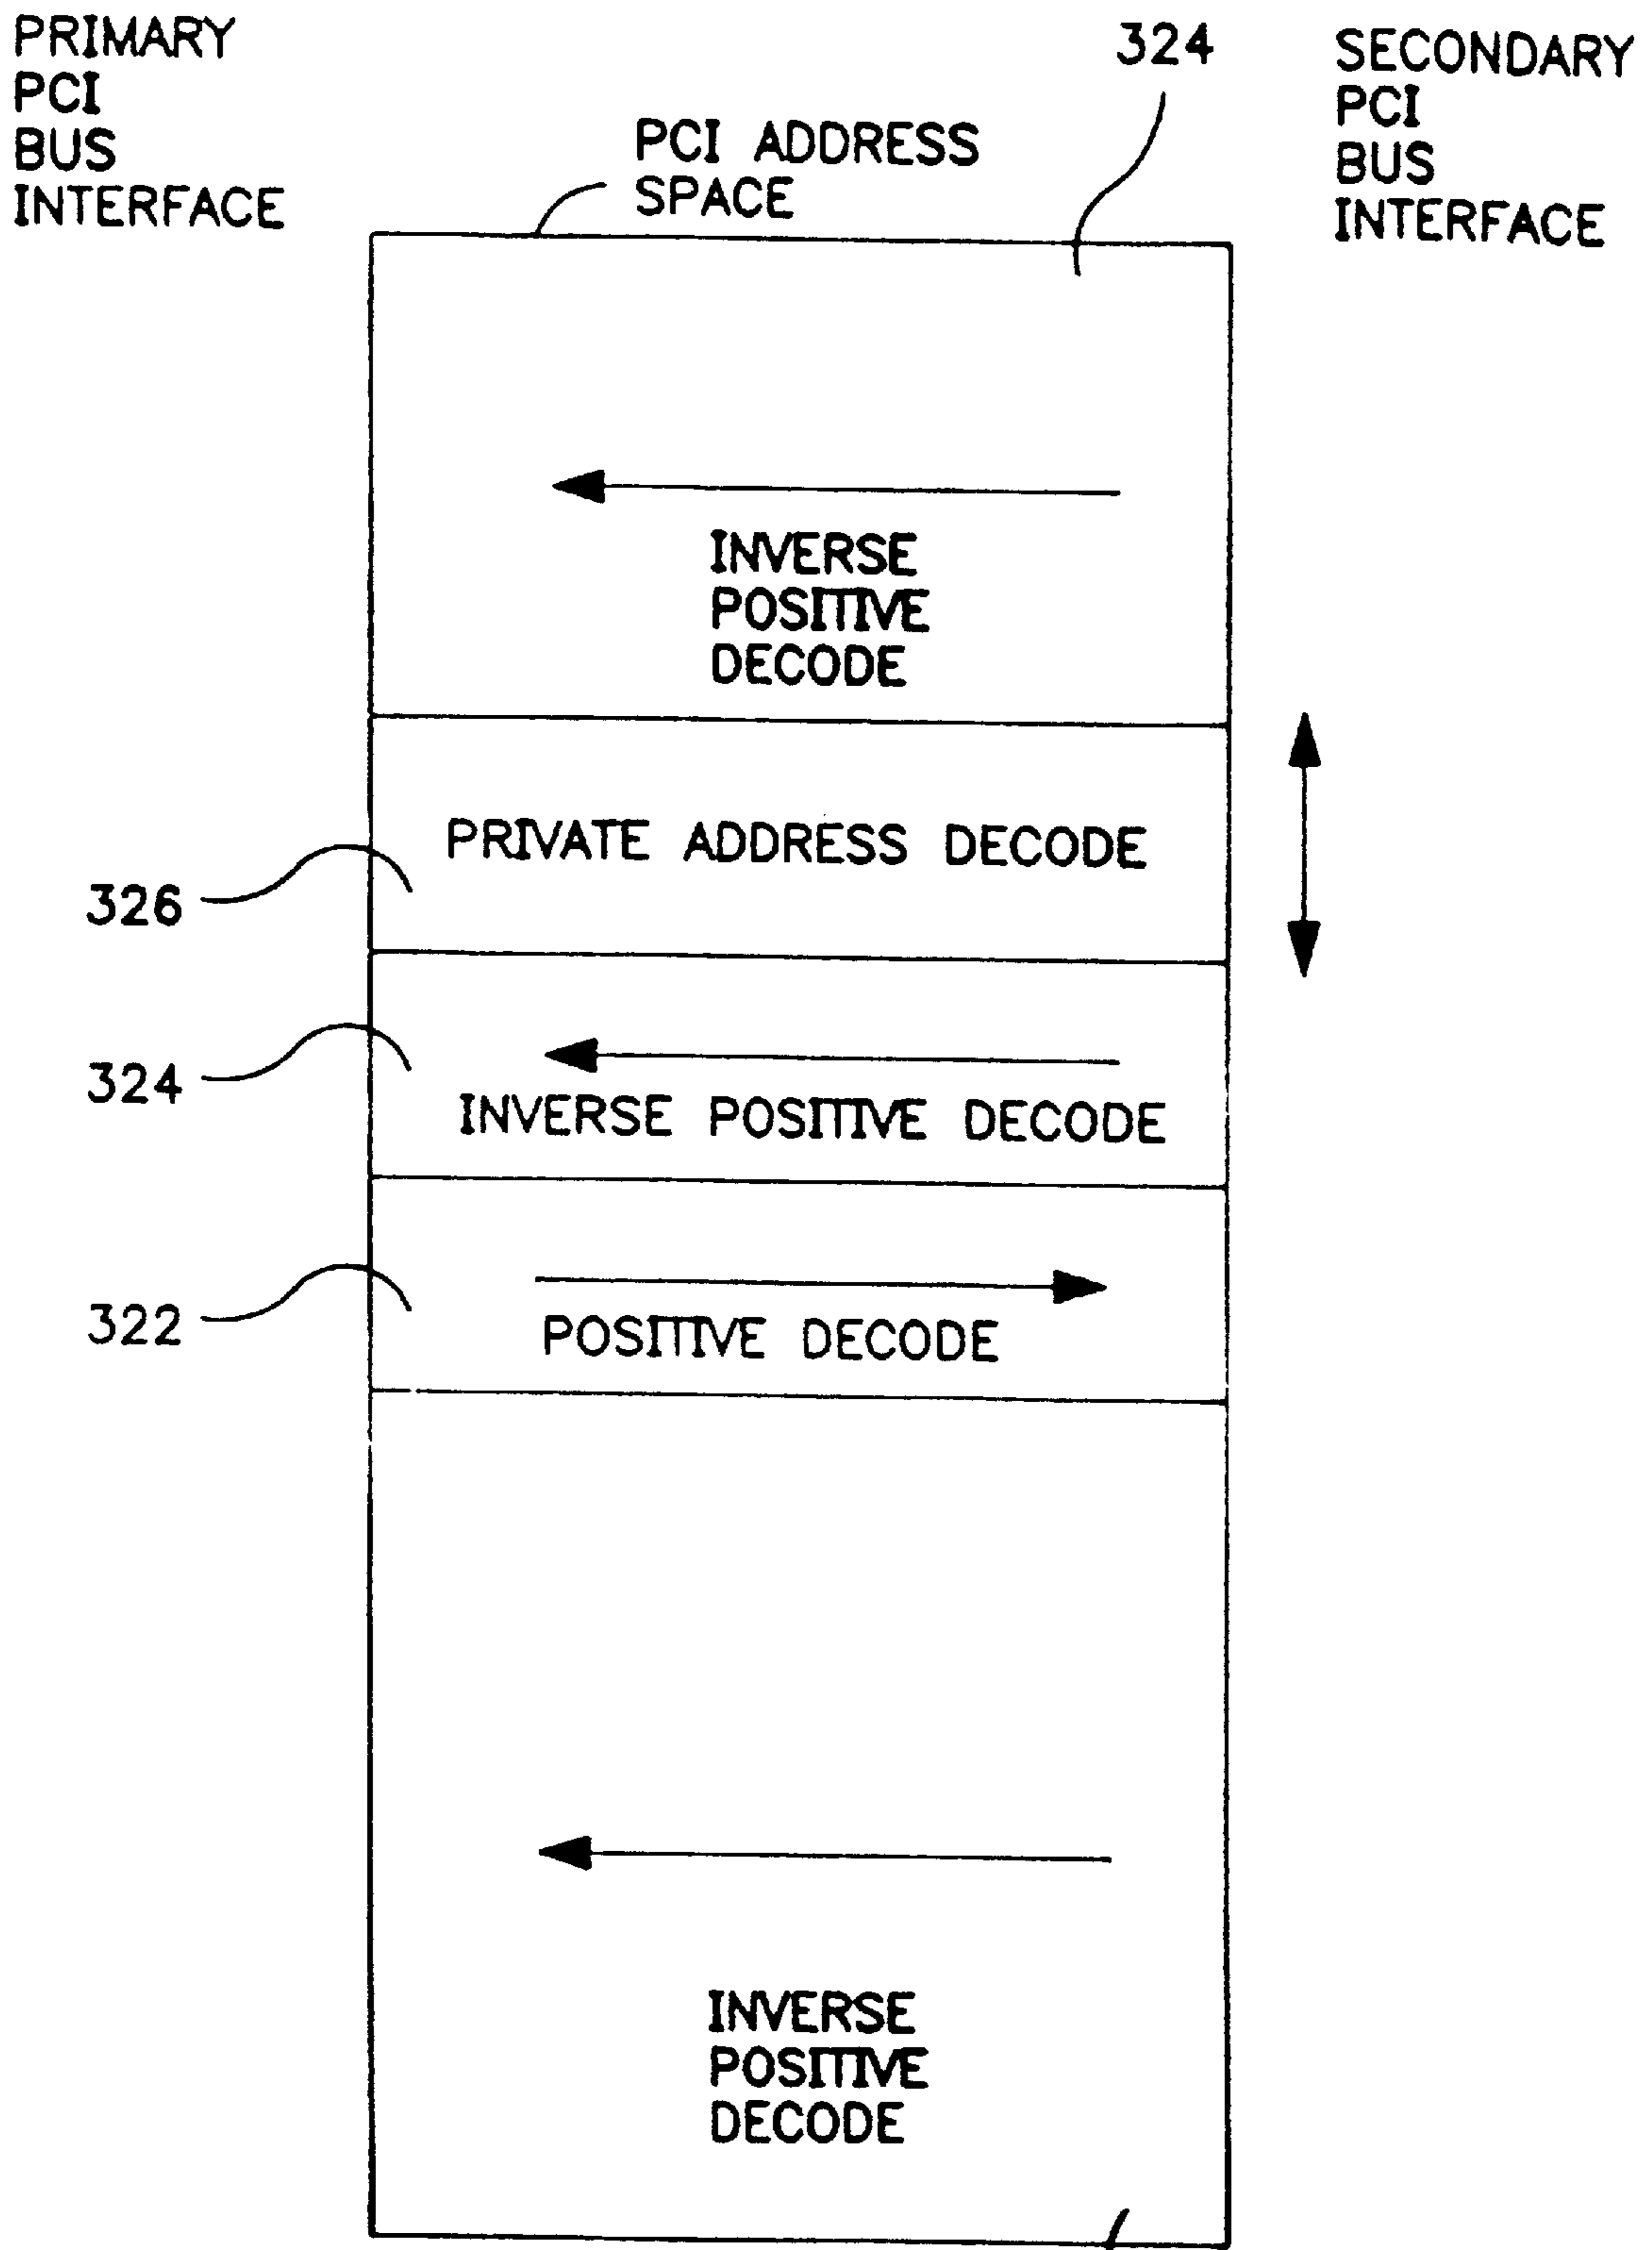 PRIMARY
PCI
BUS
INTERFACE
324
SECONDARY
PCI
BUS
INTERFACE
PCI ADDRESS
SPACE
INVERSE
POSITIVE
DECODE
PRIVATE ADDRESS DECODE
326
324
INVERSE POSITIVE DECODE
322
POSITIVE DECODE
INVERSE
POSITIVE
DECODE